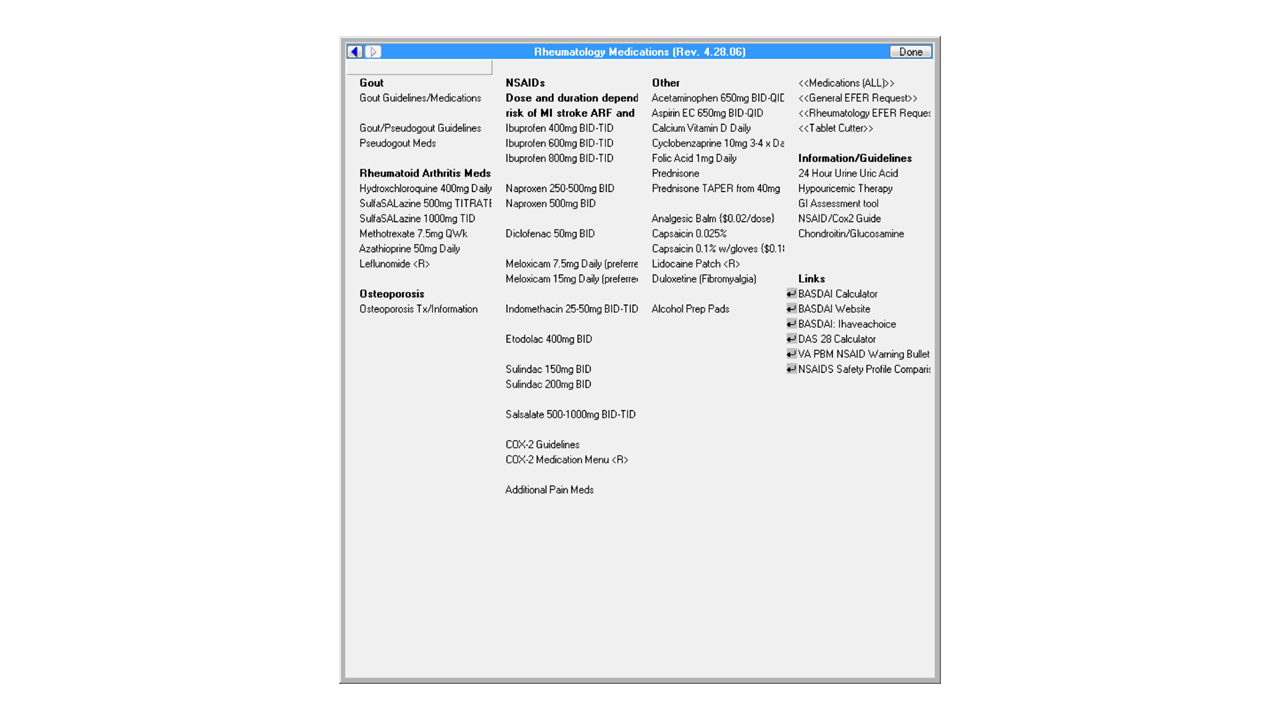 Rheumatology Medications (Rev. 4.28.06)
Done
Gout
Gout Guidelines/Medications
Gout/Pseudogout Guidelines
Pseudogout Meds
Rheumatoid Arthritis Meds
Hydroxchloroquine 400mg Daily
SulfaSALazine 500mg TITRATE
SulfaSALazine 1000mg TID
Methotrexate 7.5mg QWk
Azathioprine 50mg Daily
Leflunomide <R>
Osteoporosis
Osteoporosis Tx/Information
NSAIDs
Dose and duration depend
risk of MI stroke ARF and
Ibuprofen 400mg BID-TID
Ibuprofen 600mg BID-TID
Ibuprofen 800mg BID-TID
Naproxen 250-500mg BID
Naproxen 500mg BID
Diclofenac 50mg BID
Meloxicam 7.5mg Daily (preferre
Meloxicam 15mg Daily (preferre
Indomethacin 25-50mg BID-TID
Etodolac 400mg BID
Sulindac 150mg BID
Sulindac 200mg BID
Salsalate 500-1000mg BID-TID
COX-2 Guidelines
COX-2 Medication Menu <R>
Additional Pain Meds
Other
Acetaminophen 650mg BID-QID
Aspirin EC 650mg BID-QID
Calcium Vitamin D Daily
Cyclobenzaprine 10mg 3-4 x Da
Folic Acid 1mg Daily
Prednisone
Prednisone TAPER from 40mg
Analgesic Balm ($0.02/dose)
Capsaicin 0.025%
Capsaicin 0.1% w/gloves ($0.18
Lidocaine Patch <R>
Duloxetine (Fibromyalgia)
Alcohol Prep Pads
<<Medications (ALL)>>
<<General EFER Request>>
<<Rheumatology EFER Reques
<<Tablet Cutter>>
Information/Guidelines
24 Hour Urine Uric Acid
Hypouricemic Therapy
GI Assessment tool
NSAID/Cox2 Guide
Chondroitin/Glucosamine
Links
BASDAI Calculator
BASDAI Website
BASDAI: Ihaveachoice
DAS 28 Calculator
VA PBM NSAID Warning Bullet
NSAIDS Safety Profile Comparis